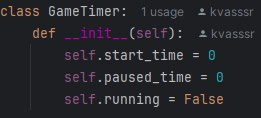 class GameTimer: 1 usage kvasssr
    def __init__(self): kvasssr
        self.start_time = 0
        self.paused_time = 0
        self.running = False